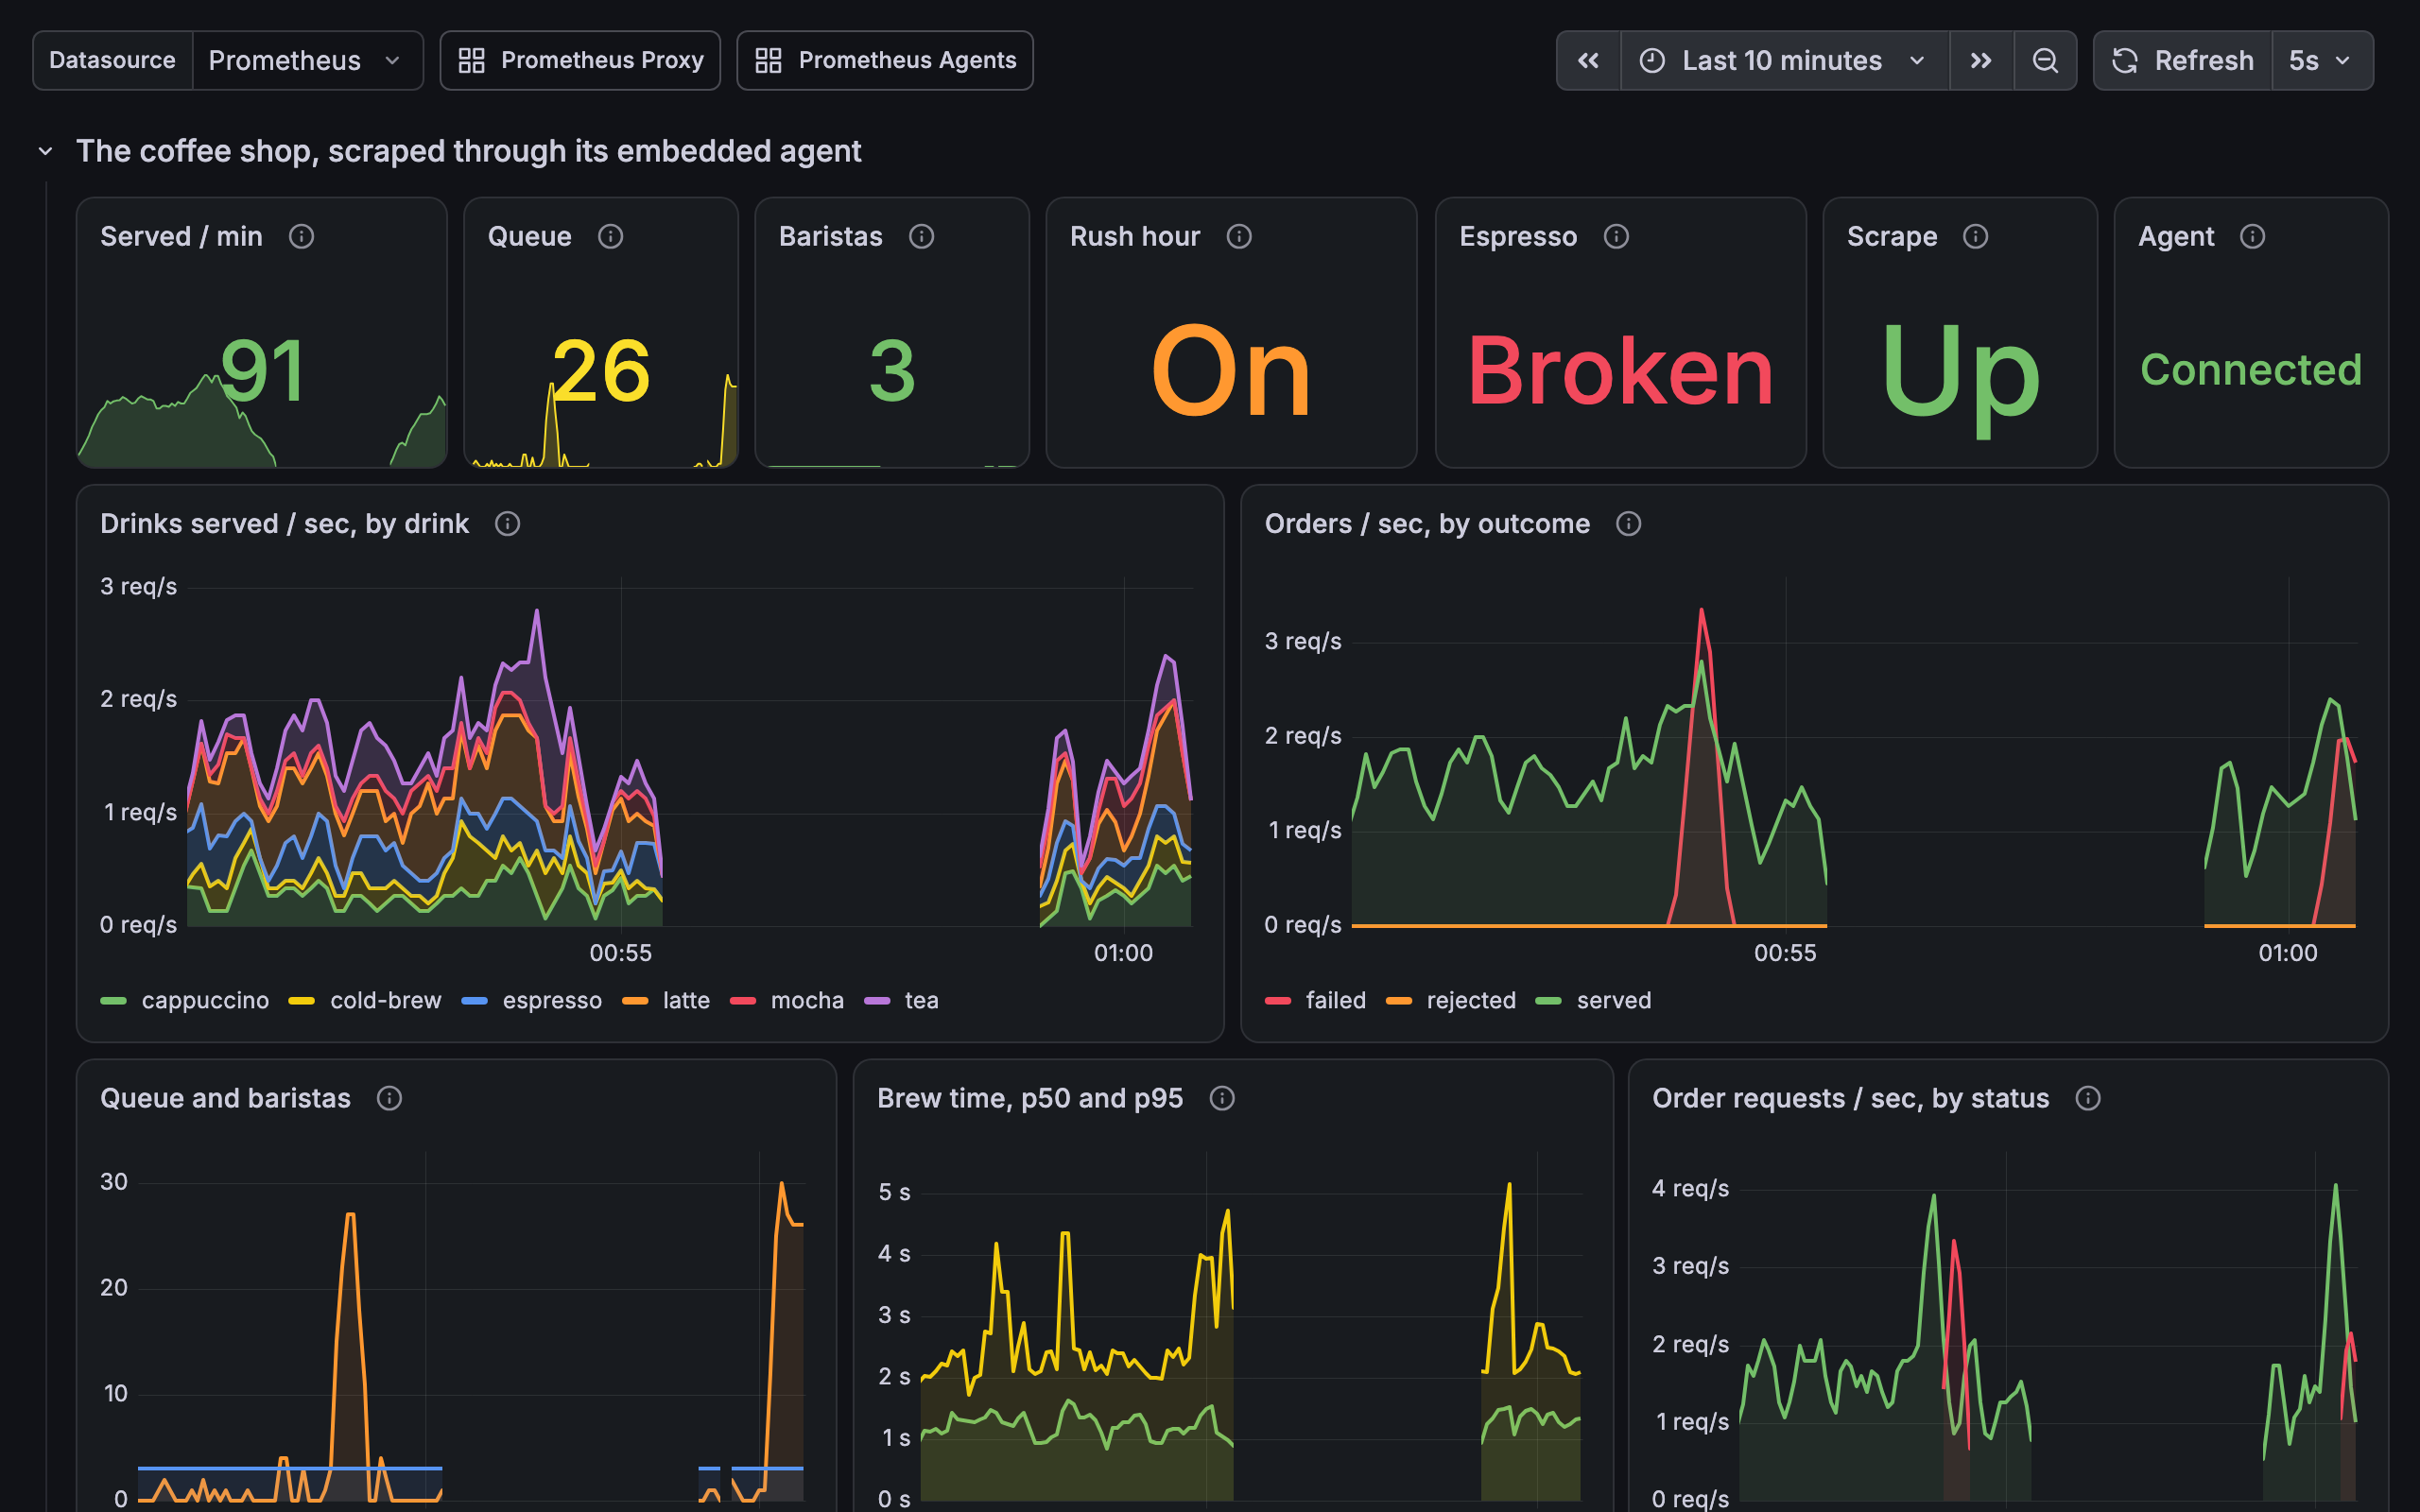 Datasource Prometheus Prometheus Proxy Prometheus Agents Last 10 minutes Refresh 5s
The coffee shop, scraped through its embedded agent
Served / min Queue Baristas Rush hour Espresso Scrape Agent
91 26 3 On Broken Up Connected
Drinks served / sec, by drink
3 req/s
2 req/s
1 req/s
0 req/s
00:55 01:00
cappuccino cold-brew espresso latte mocha tea
Orders / sec, by outcome
3 req/s
2 req/s
1 req/s
0 req/s
00:55 01:00
failed rejected served
Queue and baristas
30
20
10
0
Brew time, p50 and p95
5 s
4 s
3 s
2 s
1 s
0 s
Order requests / sec, by status
4 req/s
3 req/s
2 req/s
1 req/s
0 req/s